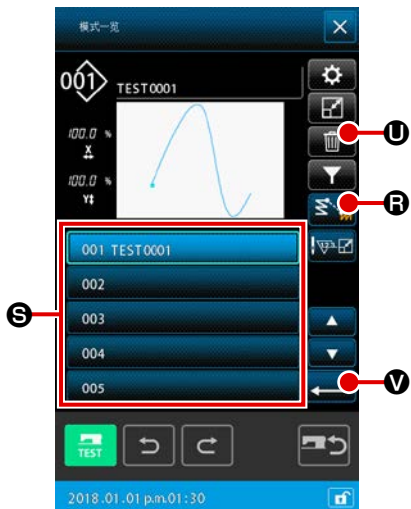 模式一览
001 TEST0001
100.0 %
X
100.0 %
Y
U
R
001 TEST0001
002
003
S
004
005
V
TEST
2018.01.01 p.m.01:30